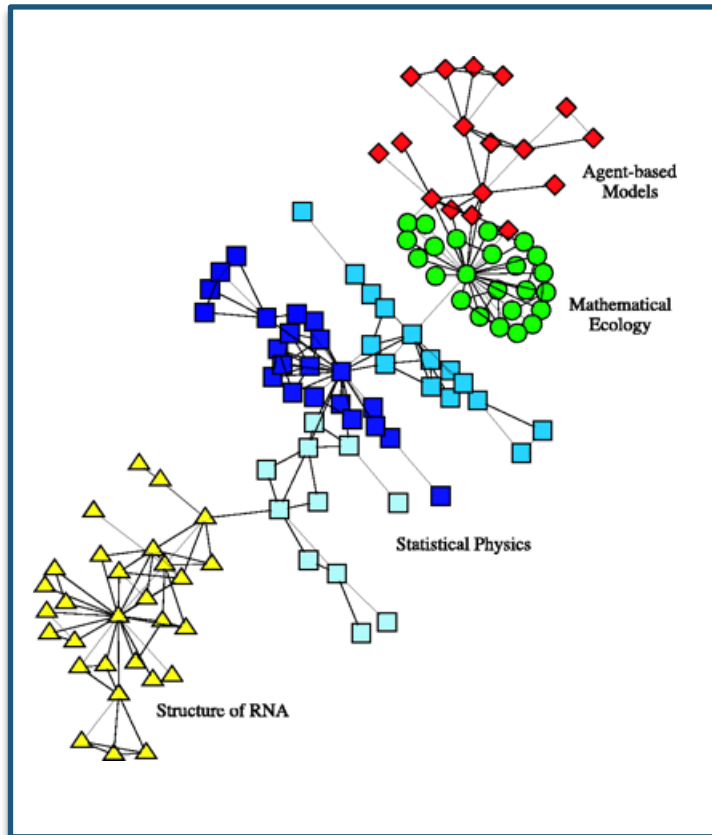 Agent-based
Models
Mathematical
Ecology
Statistical Physics
Structure of RNA